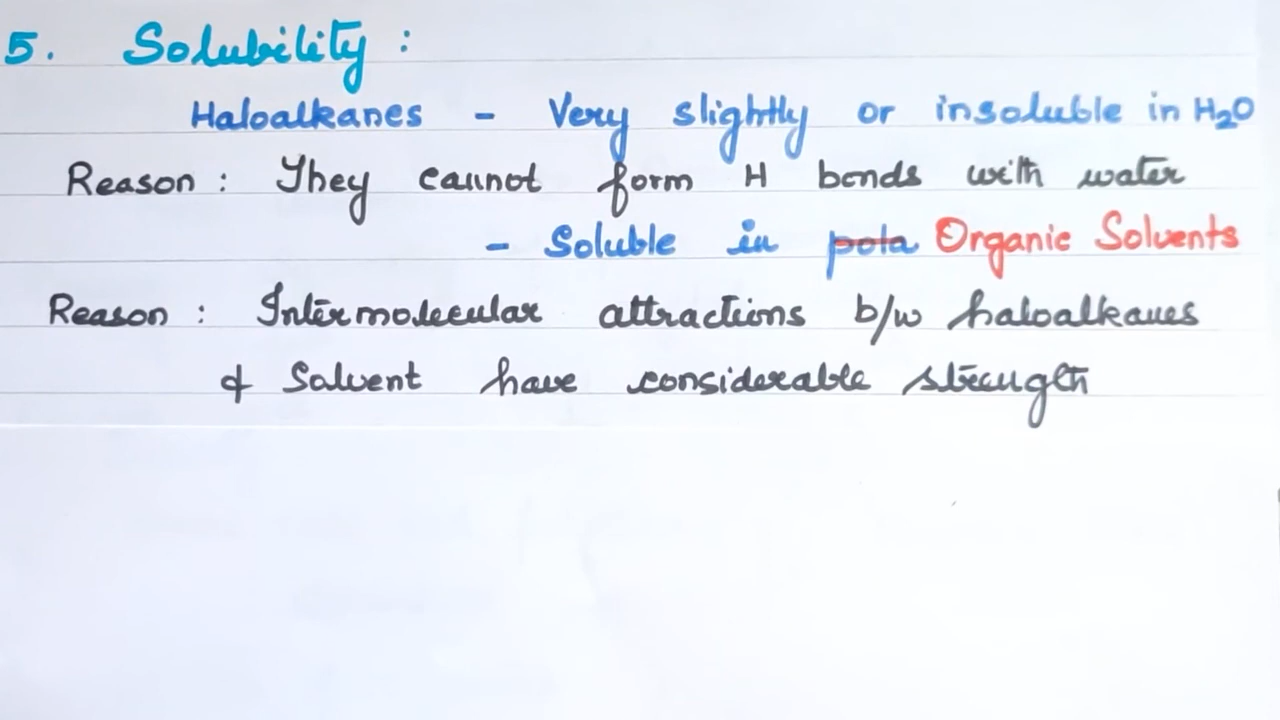 5. Solubility :
Haloalkanes - Very slightly or insoluble in H₂O
Reason : They cannot form H bonds with water
- Soluble in pola Organic Solvents
Reason : Intermolecular attractions b/w haloalkanes
& Solvent have considerable strength